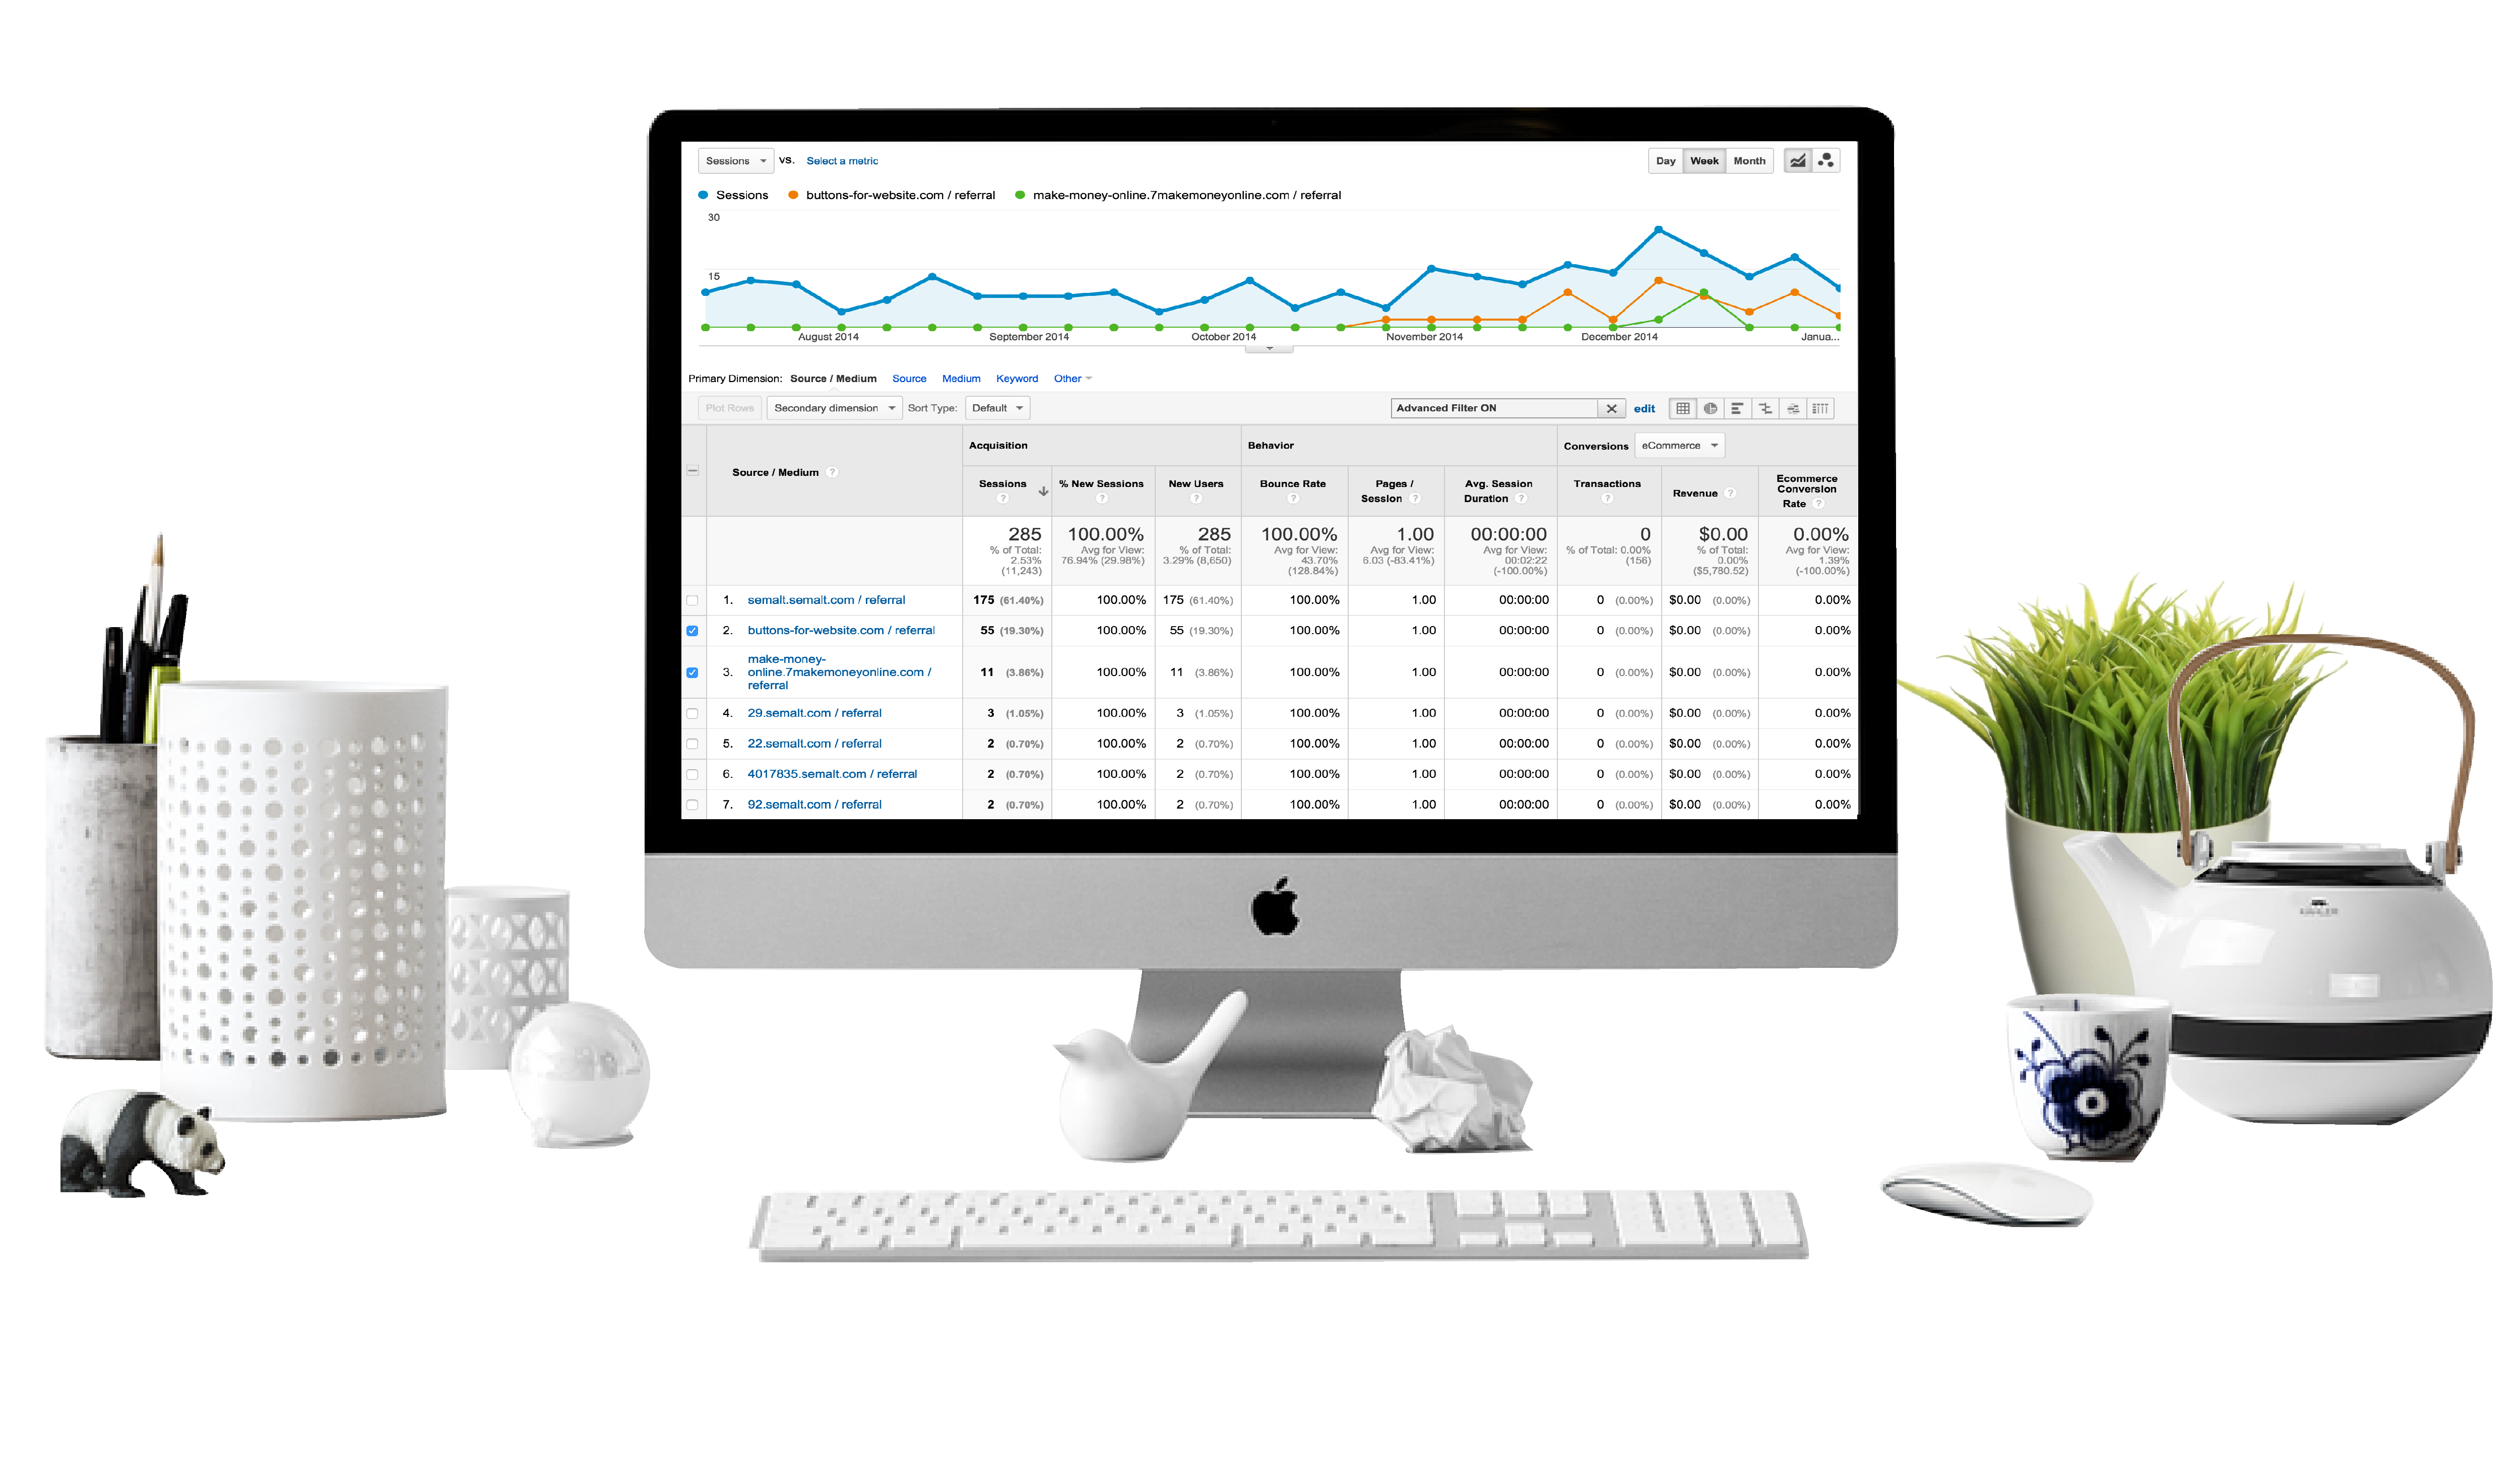 Sessions vs. Select a metric Day Week Month
Sessions buttons-for-website.com / referral make-money-online.7makemoneyonline.com / referral
30
15
August 2014 September 2014 October 2014 November 2014 December 2014 Janua...
Primary Dimension: Source / Medium Source Medium Keyword Other
Plot Rows Secondary dimension Sort Type: Default Advanced Filter ON edit
Source / Medium ? Acquisition Behavior Conversions eCommerce
Sessions ? % New Sessions ? New Users ? Bounce Rate ? Pages / Session ? Avg. Session Duration ? Transactions ? Revenue ? Ecommerce Conversion Rate ?
285 100.00% 285 100.00% 1.00 00:00:00 0 $0.00 0.00%
% of Total: 2.53% (11,243) Avg for View: 76.94% (29.98%) % of Total: 3.29% (8,650) Avg for View: 43.70% (128.84%) Avg for View: 6.03 (-83.41%) Avg for View: 00:02:22 (-100.00%) % of Total: 0.00% (156) % of Total: 0.00% ($5,780.52) Avg for View: 1.39% (-100.00%)
1. semalt.semalt.com / referral 175 (61.40%) 100.00% 175 (61.40%) 100.00% 1.00 00:00:00 0 (0.00%) $0.00 (0.00%) 0.00%
2. buttons-for-website.com / referral 55 (19.30%) 100.00% 55 (19.30%) 100.00% 1.00 00:00:00 0 (0.00%) $0.00 (0.00%) 0.00%
3. make-money-online.7makemoneyonline.com / referral 11 (3.86%) 100.00% 11 (3.86%) 100.00% 1.00 00:00:00 0 (0.00%) $0.00 (0.00%) 0.00%
4. 29.semalt.com / referral 3 (1.05%) 100.00% 3 (1.05%) 100.00% 1.00 00:00:00 0 (0.00%) $0.00 (0.00%) 0.00%
5. 22.semalt.com / referral 2 (0.70%) 100.00% 2 (0.70%) 100.00% 1.00 00:00:00 0 (0.00%) $0.00 (0.00%) 0.00%
6. 4017835.semalt.com / referral 2 (0.70%) 100.00% 2 (0.70%) 100.00% 1.00 00:00:00 0 (0.00%) $0.00 (0.00%) 0.00%
7. 92.semalt.com / referral 2 (0.70%) 100.00% 2 (0.70%) 100.00% 1.00 00:00:00 0 (0.00%) $0.00 (0.00%) 0.00%